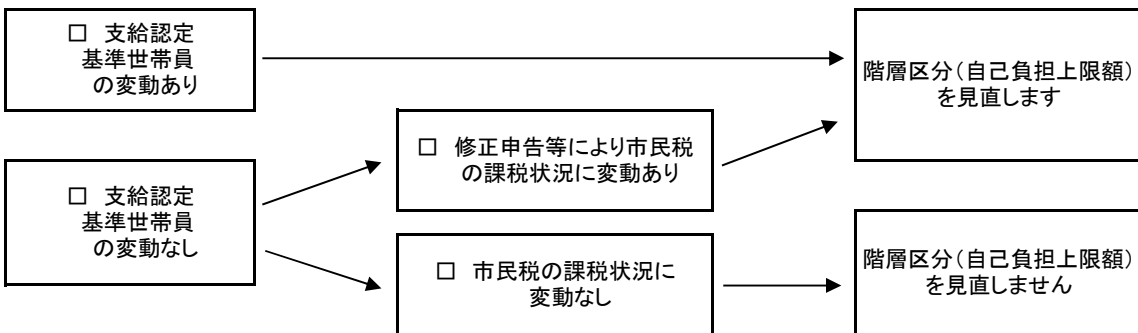 □ 支給認定
基準世帯員
の変動あり
階層区分(自己負担上限額)
を見直します
□ 修正申告等により市民税
の課税状況に変動あり
□ 支給認定
基準世帯員
の変動なし
□ 市民税の課税状況に
変動なし
階層区分(自己負担上限額)
を見直しません